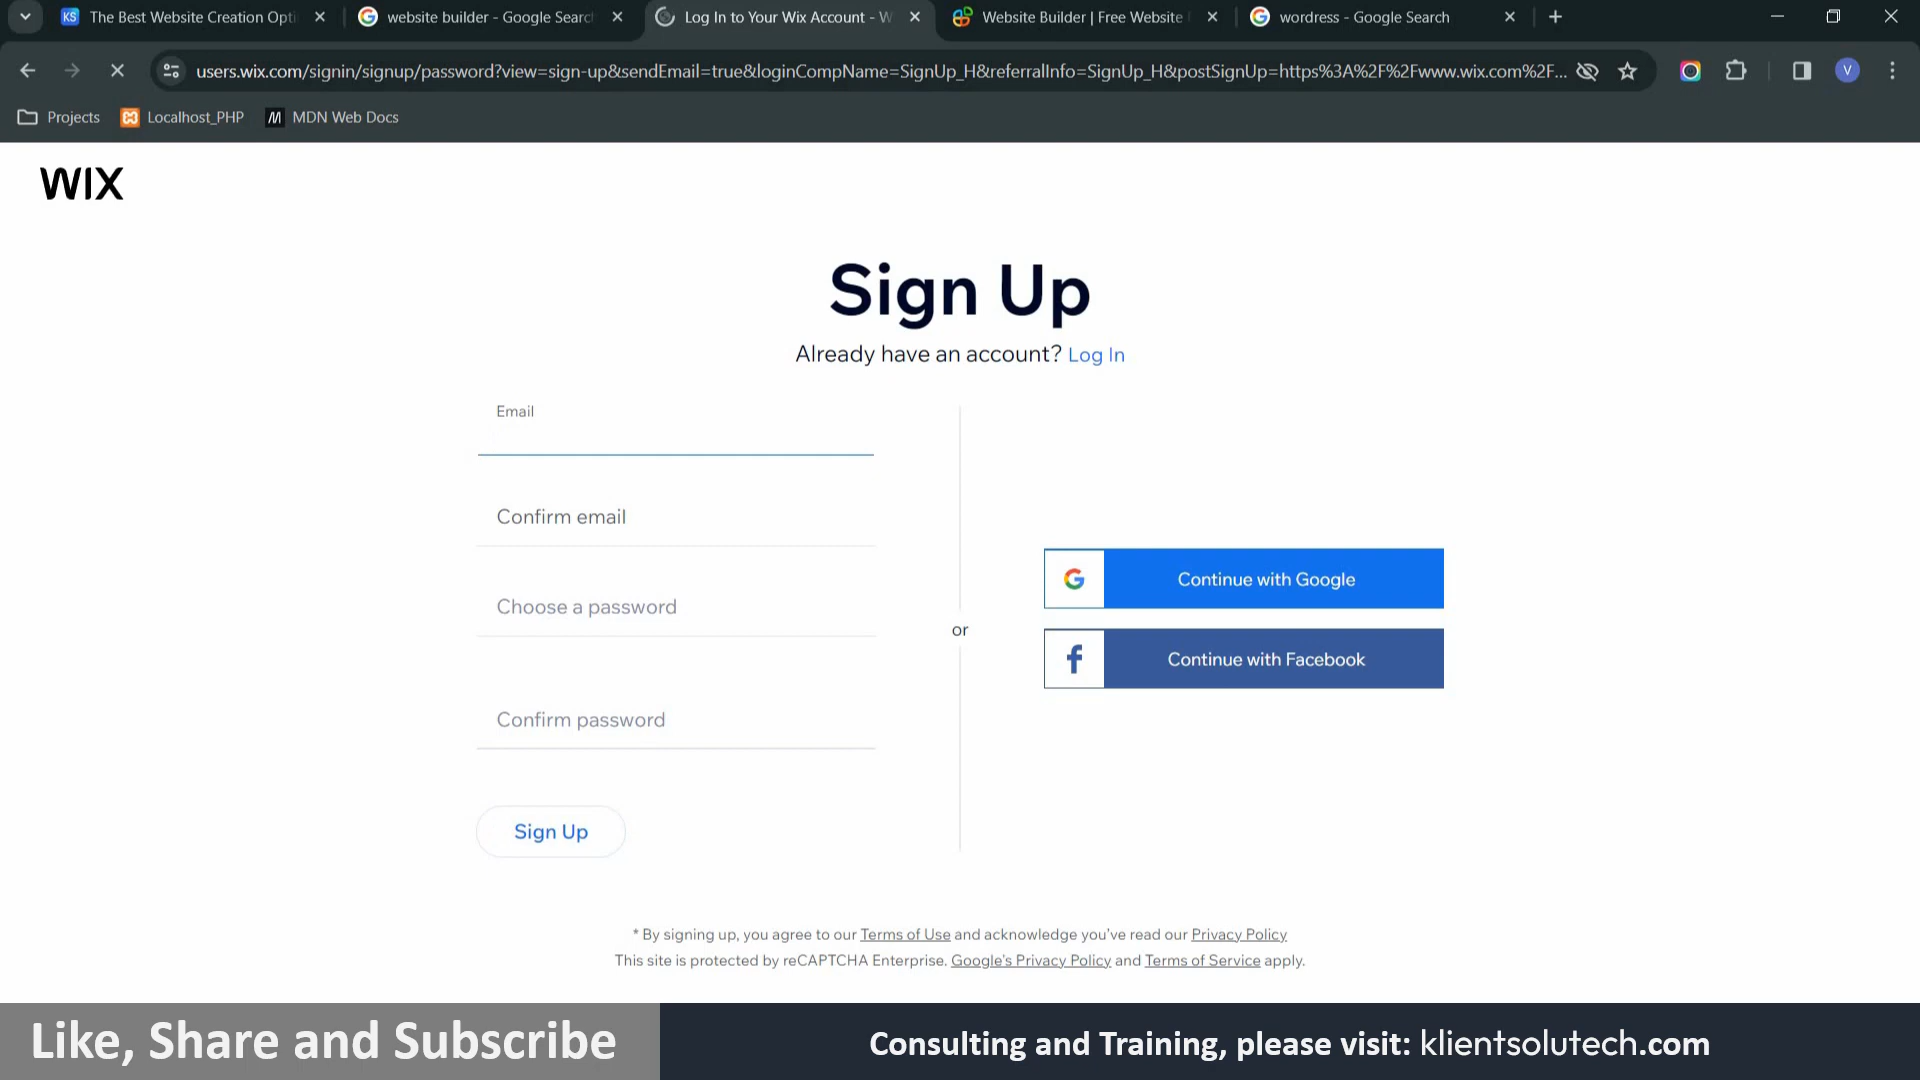 KS The Best Website Creation Opti
website builder - Google Searc
Log In to Your Wix Account - W
Website Builder | Free Website
wordress - Google Search
users.wix.com/signin/signup/password?view=sign-up&sendEmail=true&loginCompName=SignUp_H&referralInfo=SignUp_H&postSignUp=https%3A%2F%2Fwww.wix.com%2F...
V
Projects
Localhost_PHP
MDN Web Docs
WIX
Sign Up
Already have an account? Log In
Email
Confirm email
Choose a password
Confirm password
Sign Up
or
Continue with Google
Continue with Facebook
* By signing up, you agree to our Terms of Use and acknowledge you've read our Privacy Policy
This site is protected by reCAPTCHA Enterprise. Google's Privacy Policy and Terms of Service apply.
Like, Share and Subscribe
Consulting and Training, please visit: klientsolutech.com